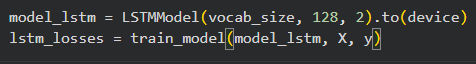 model_lstm = LSTMModel(vocab_size, 128, 2).to(device)
lstm_losses = train_model(model_lstm, X, y)